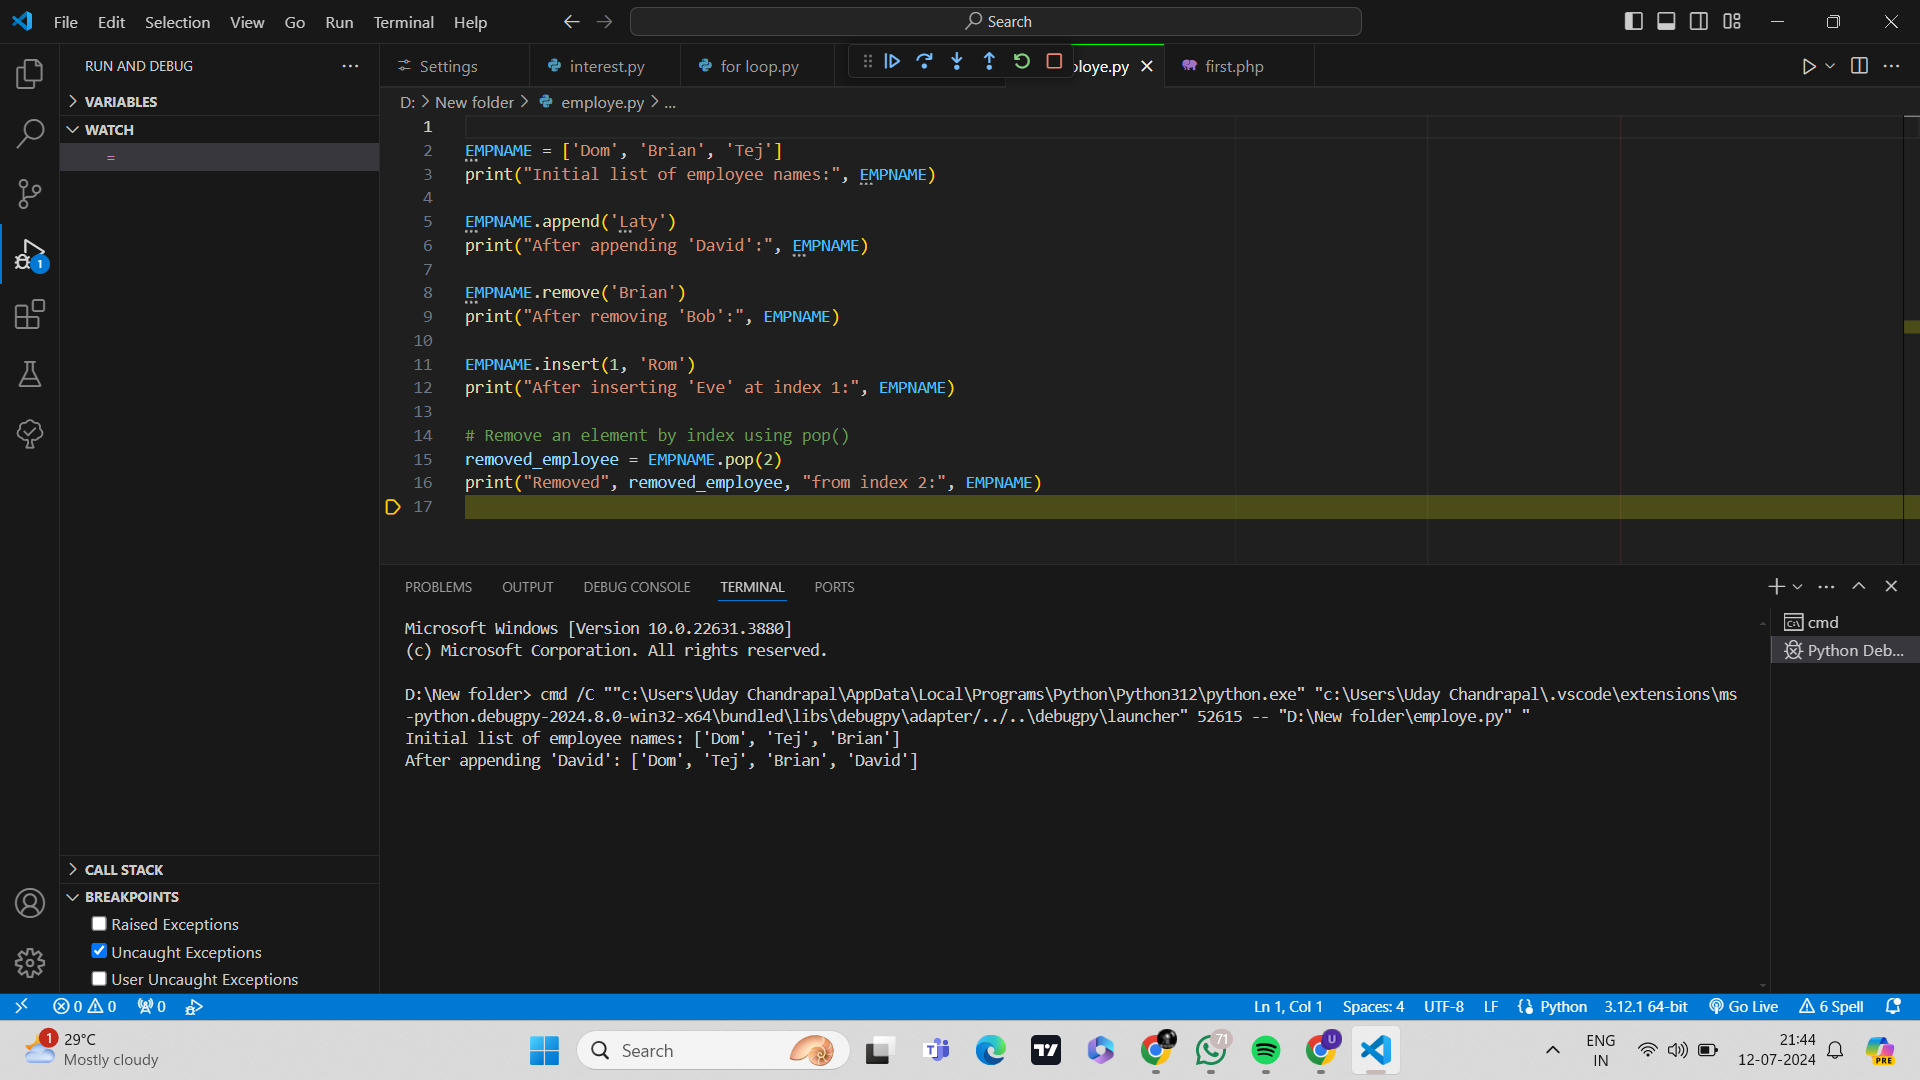 File Edit Selection View Go Run Terminal Help
Search
RUN AND DEBUG
VARIABLES
WATCH
=
Settings
interest.py
for loop.py
ploye.py
first.php
D: > New folder > employe.py > ...
1
2 EMPNAME = ['Dom', 'Brian', 'Tej']
3 print("Initial list of employee names:", EMPNAME)
4
5 EMPNAME.append('Laty')
6 print("After appending 'David':", EMPNAME)
7
8 EMPNAME.remove('Brian')
9 print("After removing 'Bob':", EMPNAME)
10
11 EMPNAME.insert(1, 'Rom')
12 print("After inserting 'Eve' at index 1:", EMPNAME)
13
14 # Remove an element by index using pop()
15 removed_employee = EMPNAME.pop(2)
16 print("Removed", removed_employee, "from index 2:", EMPNAME)
17
PROBLEMS OUTPUT DEBUG CONSOLE TERMINAL PORTS
Microsoft Windows [Version 10.0.22631.3880]
(c) Microsoft Corporation. All rights reserved.
D:\New folder> cmd /C ""c:\Users\Uday Chandrapal\AppData\Local\Programs\Python\Python312\python.exe" "c:\Users\Uday Chandrapal\.vscode\extensions\ms
-python.debugpy-2024.8.0-win32-x64\bundled\libs\debugpy\adapter/../..\debugpy\launcher" 52615 -- "D:\New folder\employe.py" "
Initial list of employee names: ['Dom', 'Tej', 'Brian']
After appending 'David': ['Dom', 'Tej', 'Brian', 'David']
cmd
Python Deb...
CALL STACK
BREAKPOINTS
Raised Exceptions
Uncaught Exceptions
User Uncaught Exceptions
1
0 0 0
Ln 1, Col 1 Spaces: 4 UTF-8 LF Python 3.12.1 64-bit Go Live 6 Spell
1
29°C
Mostly cloudy
Search
71
U
ENG
IN
21:44
12-07-2024
PRE